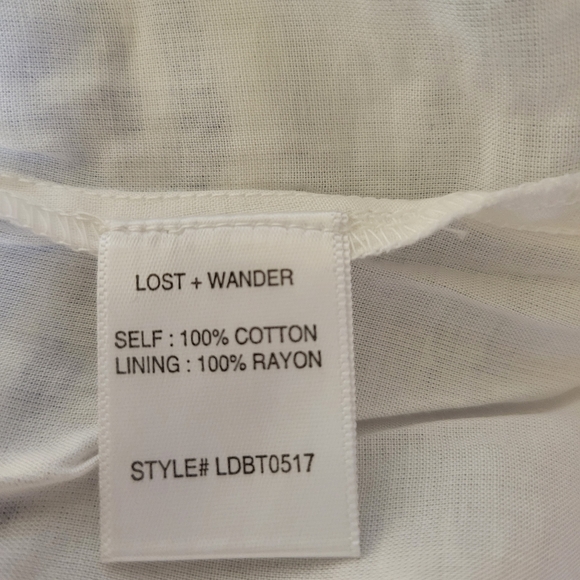 LOST + WANDER
SELF : 100% COTTON
LINING : 100% RAYON
STYLE# LDBT0517